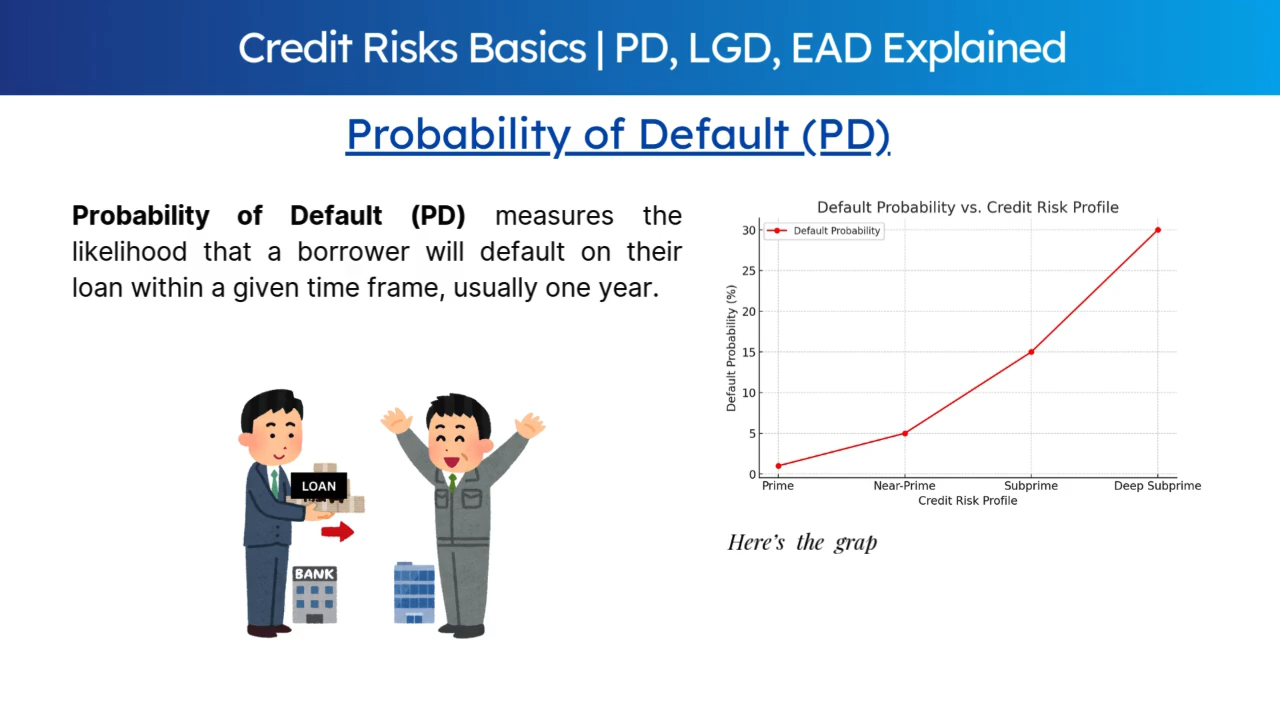 Credit Risks Basics | PD, LGD, EAD Explained
Probability of Default (PD)
Probability of Default (PD) measures the
likelihood that a borrower will default on their
loan within a given time frame, usually one year.
LOAN
BANK
Default Probability vs. Credit Risk Profile
Default Probability
Default Probability (%)
30
25
20
15
10
5
0
Prime Near-Prime Subprime Deep Subprime
Credit Risk Profile
Here’s the grap